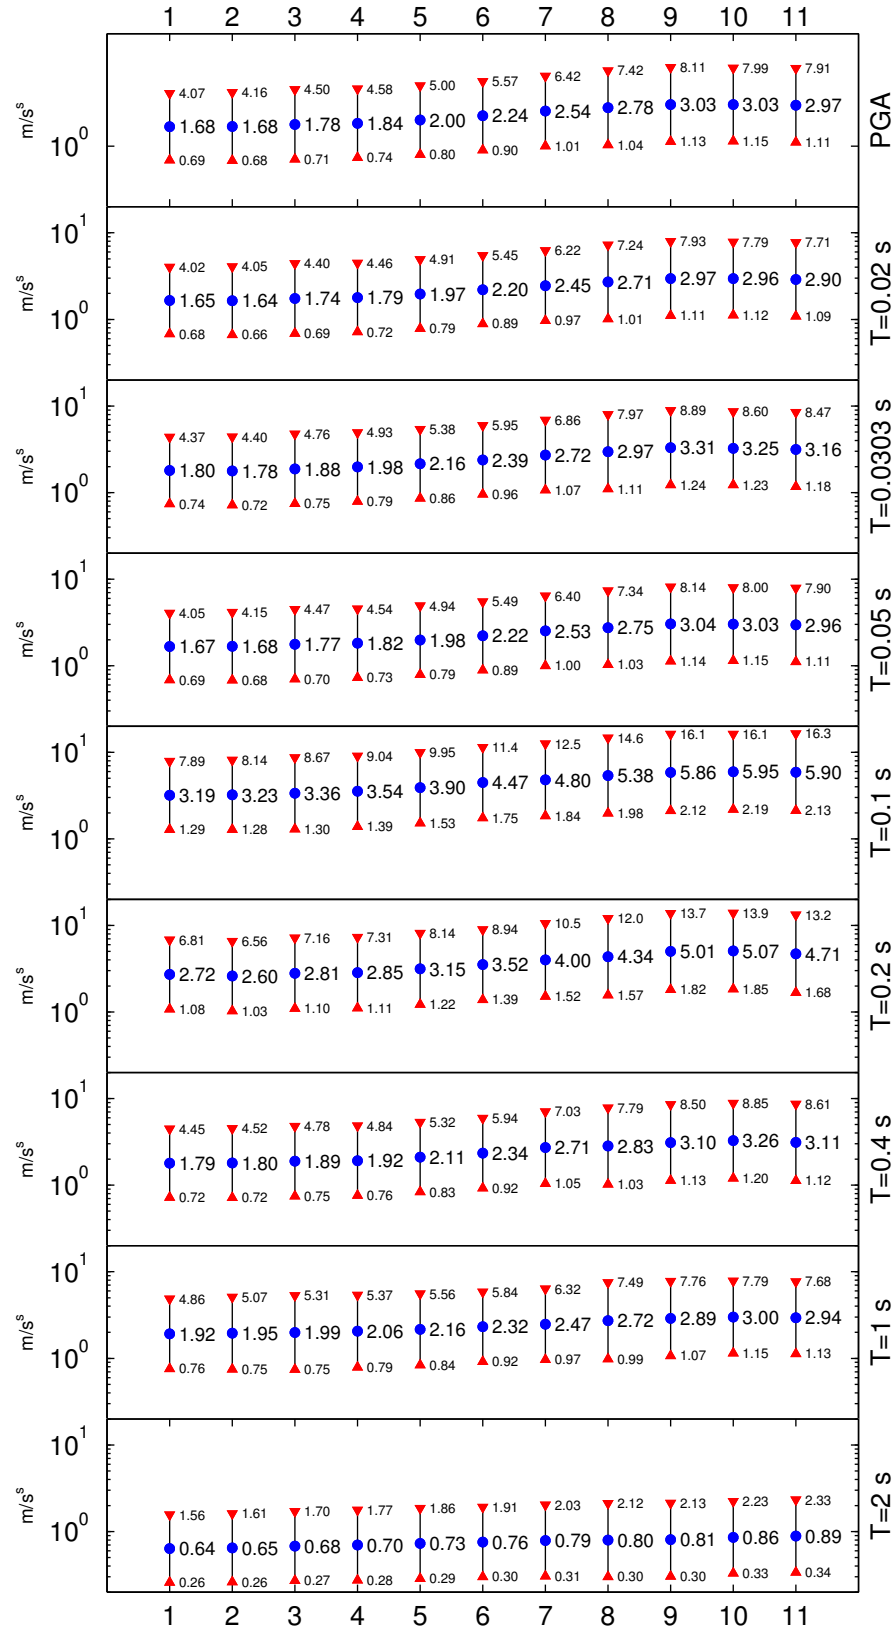 1 2 3 4 5 6 7 8 9 10 11
4.07 4.16 4.50 4.58 5.00 5.57 6.42 7.42 8.11 7.99 7.91
m/s^s 10^0 1.68 1.68 1.78 1.84 2.00 2.24 2.54 2.78 3.03 3.03 2.97 PGA
0.69 0.68 0.71 0.74 0.80 0.90 1.01 1.04 1.13 1.15 1.11
10^1 4.02 4.05 4.40 4.46 4.91 5.45 6.22 7.24 7.93 7.79 7.71
m/s^s 10^0 1.65 1.64 1.74 1.79 1.97 2.20 2.45 2.71 2.97 2.96 2.90 T=0.02 s
0.68 0.66 0.69 0.72 0.79 0.89 0.97 1.01 1.11 1.12 1.09
10^1 4.37 4.40 4.76 4.93 5.38 5.95 6.86 7.97 8.89 8.60 8.47
m/s^s 10^0 1.80 1.78 1.88 1.98 2.16 2.39 2.72 2.97 3.31 3.25 3.16 T=0.0303 s
0.74 0.72 0.75 0.79 0.86 0.96 1.07 1.11 1.24 1.23 1.18
10^1 4.05 4.15 4.47 4.54 4.94 5.49 6.40 7.34 8.14 8.00 7.90
m/s^s 10^0 1.67 1.68 1.77 1.82 1.98 2.22 2.53 2.75 3.04 3.03 2.96 T=0.05 s
0.69 0.68 0.70 0.73 0.79 0.89 1.00 1.03 1.14 1.15 1.11
10^1 7.89 8.14 8.67 9.04 9.95 11.4 12.5 14.6 16.1 16.1 16.3
m/s^s 10^0 3.19 3.23 3.36 3.54 3.90 4.47 4.80 5.38 5.86 5.95 5.90 T=0.1 s
1.29 1.28 1.30 1.39 1.53 1.75 1.84 1.98 2.12 2.19 2.13
10^1 6.81 6.56 7.16 7.31 8.14 8.94 10.5 12.0 13.7 13.9 13.2
m/s^s 10^0 2.72 2.60 2.81 2.85 3.15 3.52 4.00 4.34 5.01 5.07 4.71 T=0.2 s
1.08 1.03 1.10 1.11 1.22 1.39 1.52 1.57 1.82 1.85 1.68
10^1 4.45 4.52 4.78 4.84 5.32 5.94 7.03 7.79 8.50 8.85 8.61
m/s^s 10^0 1.79 1.80 1.89 1.92 2.11 2.34 2.71 2.83 3.10 3.26 3.11 T=0.4 s
0.72 0.72 0.75 0.76 0.83 0.92 1.05 1.03 1.13 1.20 1.12
10^1 4.86 5.07 5.31 5.37 5.56 5.84 6.32 7.49 7.76 7.79 7.68
m/s^s 10^0 1.92 1.95 1.99 2.06 2.16 2.32 2.47 2.72 2.89 3.00 2.94 T=1 s
0.76 0.75 0.75 0.79 0.84 0.92 0.97 0.99 1.07 1.15 1.13
10^1 1.56 1.61 1.70 1.77 1.86 1.91 2.03 2.12 2.13 2.23 2.33
m/s^s 10^0 0.64 0.65 0.68 0.70 0.73 0.76 0.79 0.80 0.81 0.86 0.89 T=2 s
0.26 0.26 0.27 0.28 0.29 0.30 0.31 0.30 0.30 0.33 0.34
1 2 3 4 5 6 7 8 9 10 11